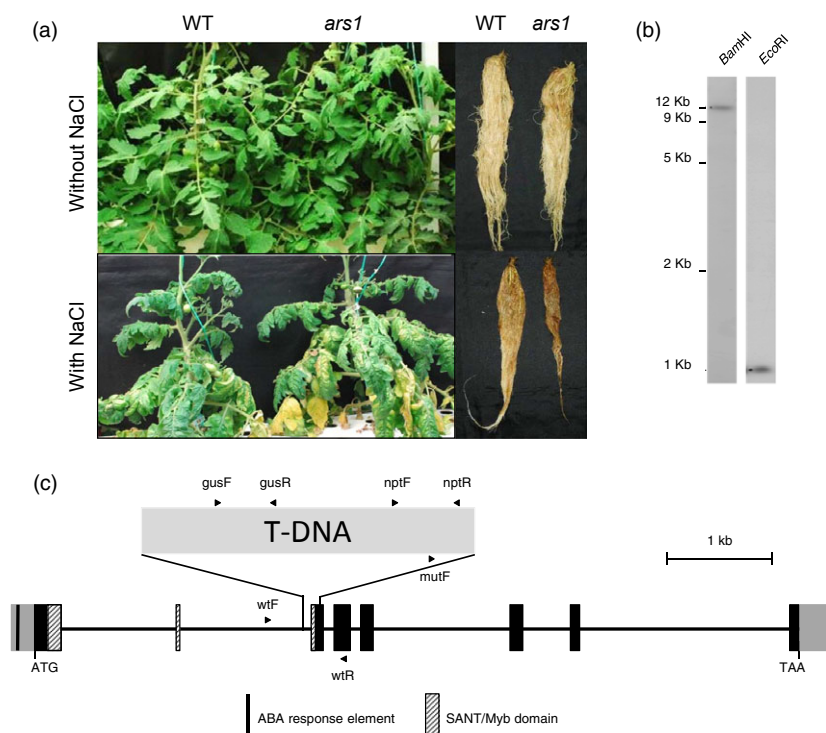 (a)
WT
ars1
WT
ars1
Without NaCl
With NaCl
(b)
BamHI
EcoRI
12 Kb
9 Kb
5 Kb
2 Kb
1 Kb
(c)
gusF
gusR
nptF
nptR
T-DNA
mutF
1 kb
wtF
wtR
ATG
TAA
ABA response element
SANT/Myb domain